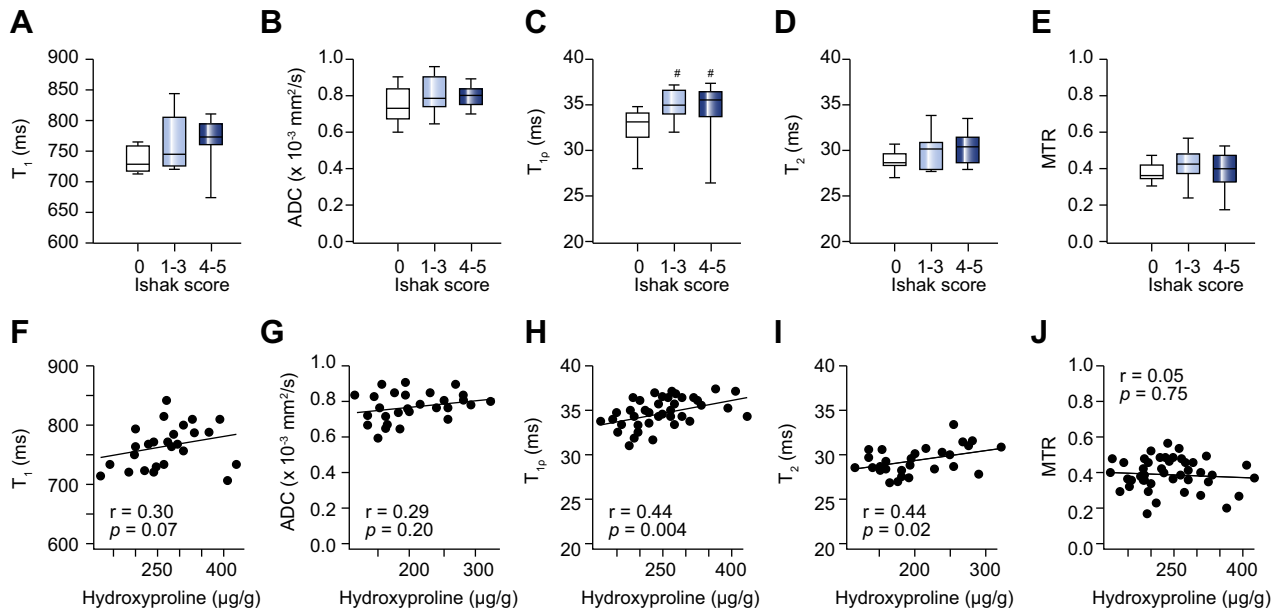 A
T1 (ms)
900
850
800
750
700
650
600
0 1-3 4-5
Ishak score
B
ADC (x 10-3 mm2/s)
1.0
0.8
0.6
0.4
0.2
0.0
0 1-3 4-5
Ishak score
C
T1ρ (ms)
40
35
30
25
20
# #
0 1-3 4-5
Ishak score
D
T2 (ms)
40
35
30
25
20
0 1-3 4-5
Ishak score
E
MTR
1.0
0.8
0.6
0.4
0.2
0.0
0 1-3 4-5
Ishak score
F
T1 (ms)
900
800
700
600
r = 0.30
p = 0.07
250 400
Hydroxyproline (µg/g)
G
ADC (x 10-3 mm2/s)
1.0
0.8
0.6
0.4
0.2
0.0
r = 0.29
p = 0.20
200 300
Hydroxyproline (µg/g)
H
T1ρ (ms)
40
35
30
25
20
r = 0.44
p = 0.004
250 400
Hydroxyproline (µg/g)
I
T2 (ms)
40
35
30
25
20
r = 0.44
p = 0.02
200 300
Hydroxyproline (µg/g)
J
MTR
1.0
0.8
0.6
0.4
0.2
0.0
r = 0.05
p = 0.75
250 400
Hydroxyproline (µg/g)